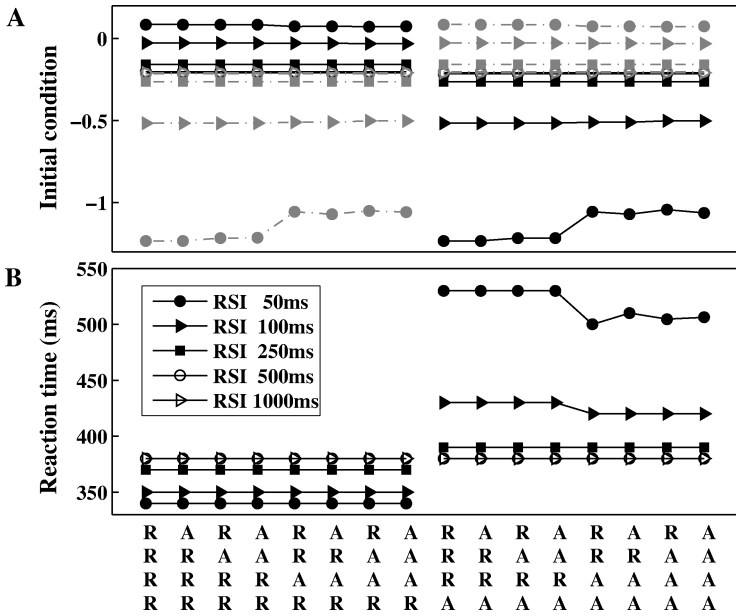 A
Initial condition
0
−0.5
−1
B
Reaction time (ms)
550
500
450
400
350
RSI 50ms
RSI 100ms
RSI 250ms
RSI 500ms
RSI 1000ms
R A R A R A R A R A R A R A R A
R R A A R R A A R R A A R R A A
R R R R A A A A R R R R A A A A
R R R R R R R R A A A A A A A A